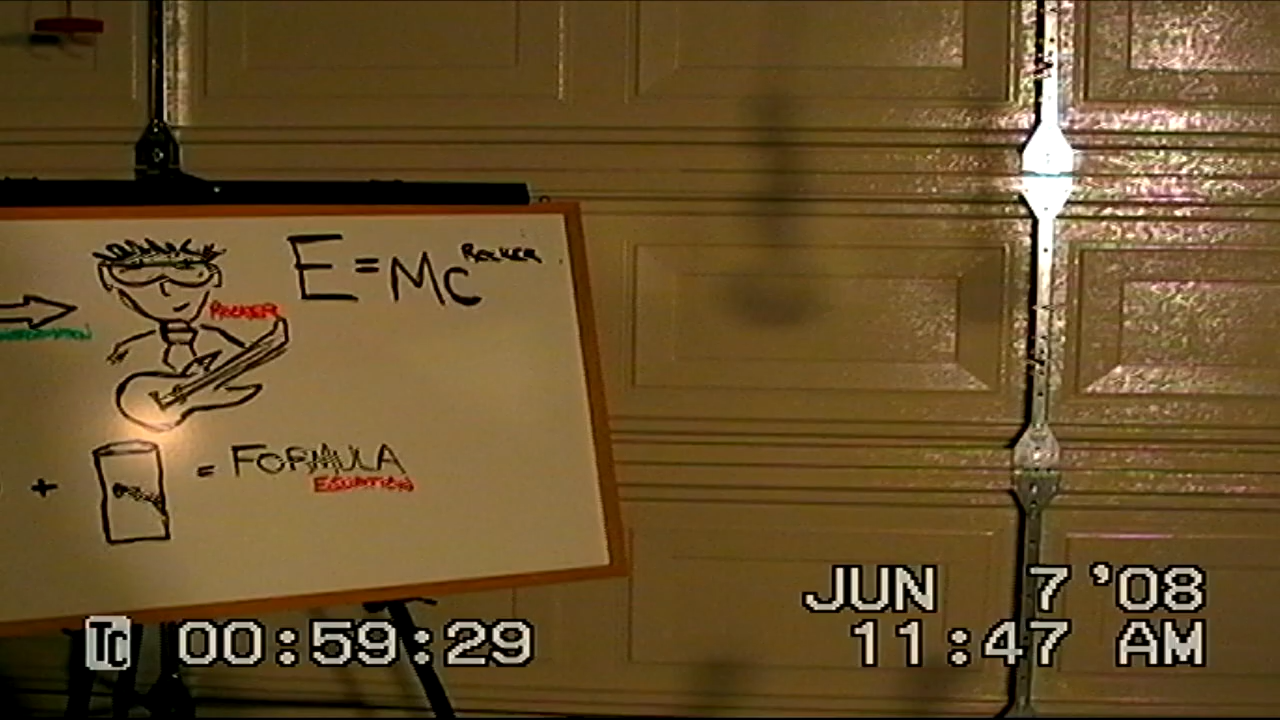 E=Mc ROCKER
ROCKER
+
= FORMULA
EQUATION
JUN 7 '08
TC 00:59:29
11:47 AM